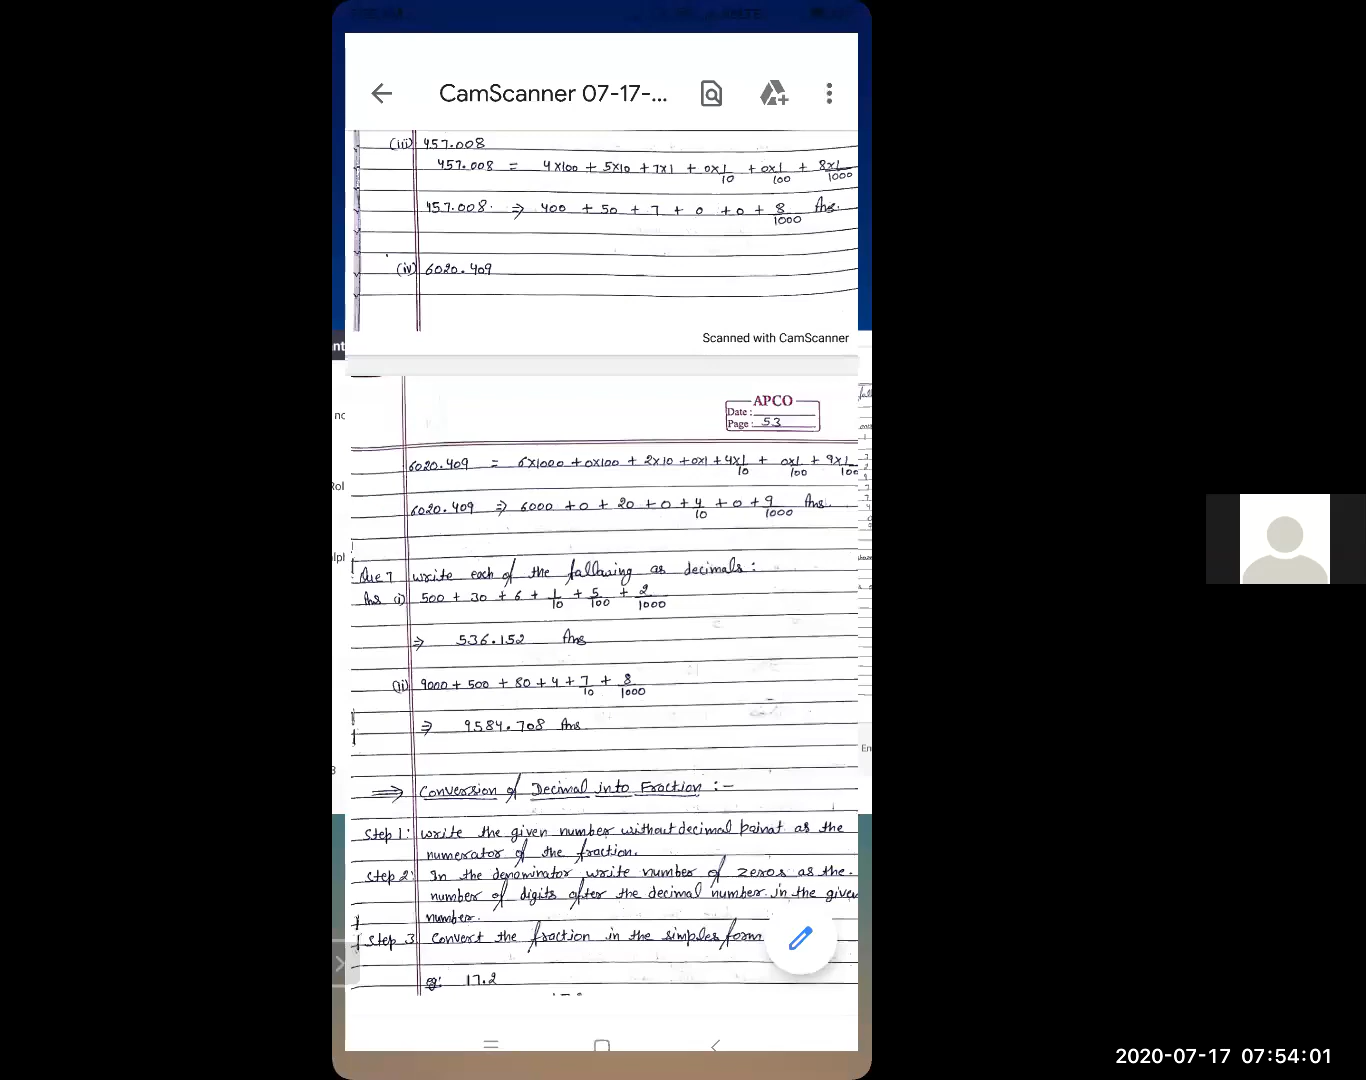 CamScanner 07-17-...
(iii) 457.008
457.008 = 4×100 + 5×10 + 7×1 + 0×1/10 + 0×1/100 + 8×1/1000
457.008. ⇒ 400 + 50 + 7 + 0 + 0 + 8/1000 Ans.
(iv) 6020.409
Scanned with CamScanner
APCO
Date :
Page : 53
6020.409 = 6×1000 + 0×100 + 2×10 + 0×1 + 4×1/10 + 0×1/100 + 9×1/100
6020.409 ⇒ 6000 + 0 + 20 + 0 + 4/10 + 0 + 9/1000 Ans.
Que 7 Write each of the following as decimals :
Ans (i) 500 + 30 + 6 + 1/10 + 5/100 + 2/1000
⇒ 536.152 Ans
(ii) 9000 + 500 + 80 + 4 + 7/10 + 8/1000
⇒ 9584.708 Ans
⇒ Conversion of Decimal into Fraction :-
Step 1: Write the given number without decimal poinat as the
numerator of the fraction.
Step 2: In the denominator write number of zeros as the.
number of digits after the decimal number in the given
number.
Step 3 Convert the fraction in the simples form
eg: 17.2
2020-07-17 07:54:01